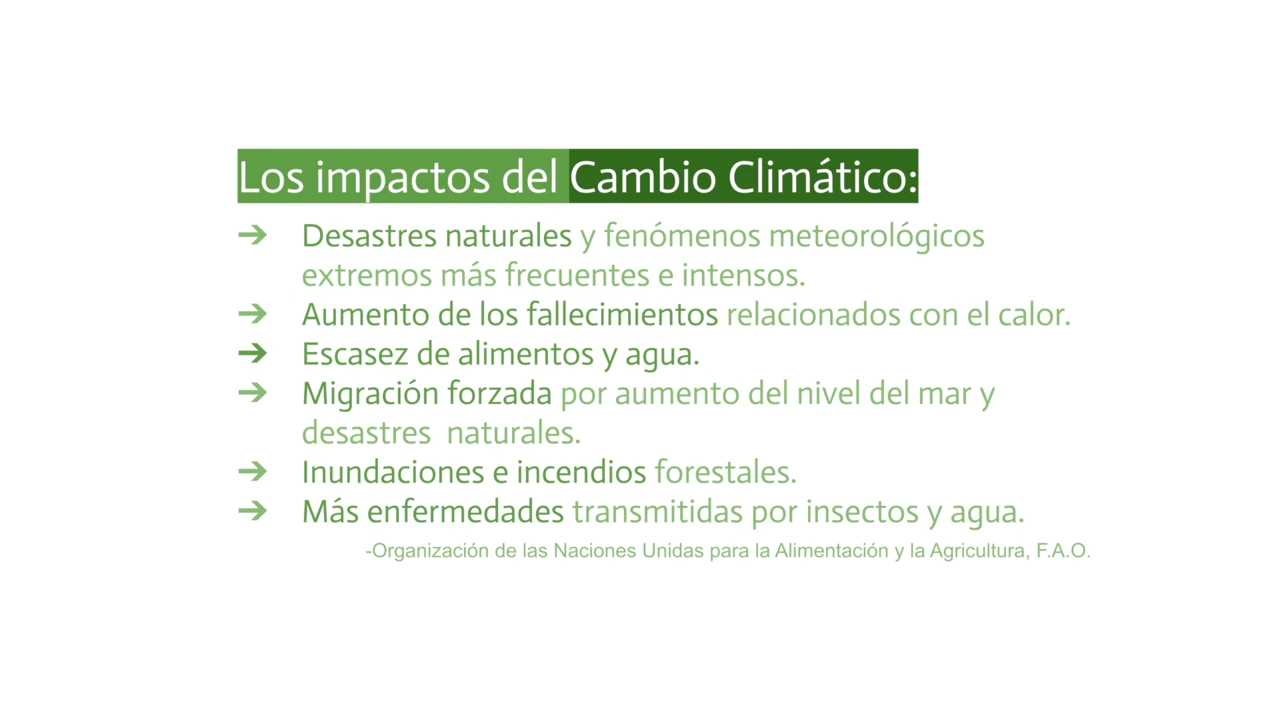 Los impactos del Cambio Climático:
➔ Desastres naturales y fenómenos meteorológicos
extremos más frecuentes e intensos.
➔ Aumento de los fallecimientos relacionados con el calor.
➔ Escasez de alimentos y agua.
➔ Migración forzada por aumento del nivel del mar y
desastres naturales.
➔ Inundaciones e incendios forestales.
➔ Más enfermedades transmitidas por insectos y agua.
-Organización de las Naciones Unidas para la Alimentación y la Agricultura, F.A.O.